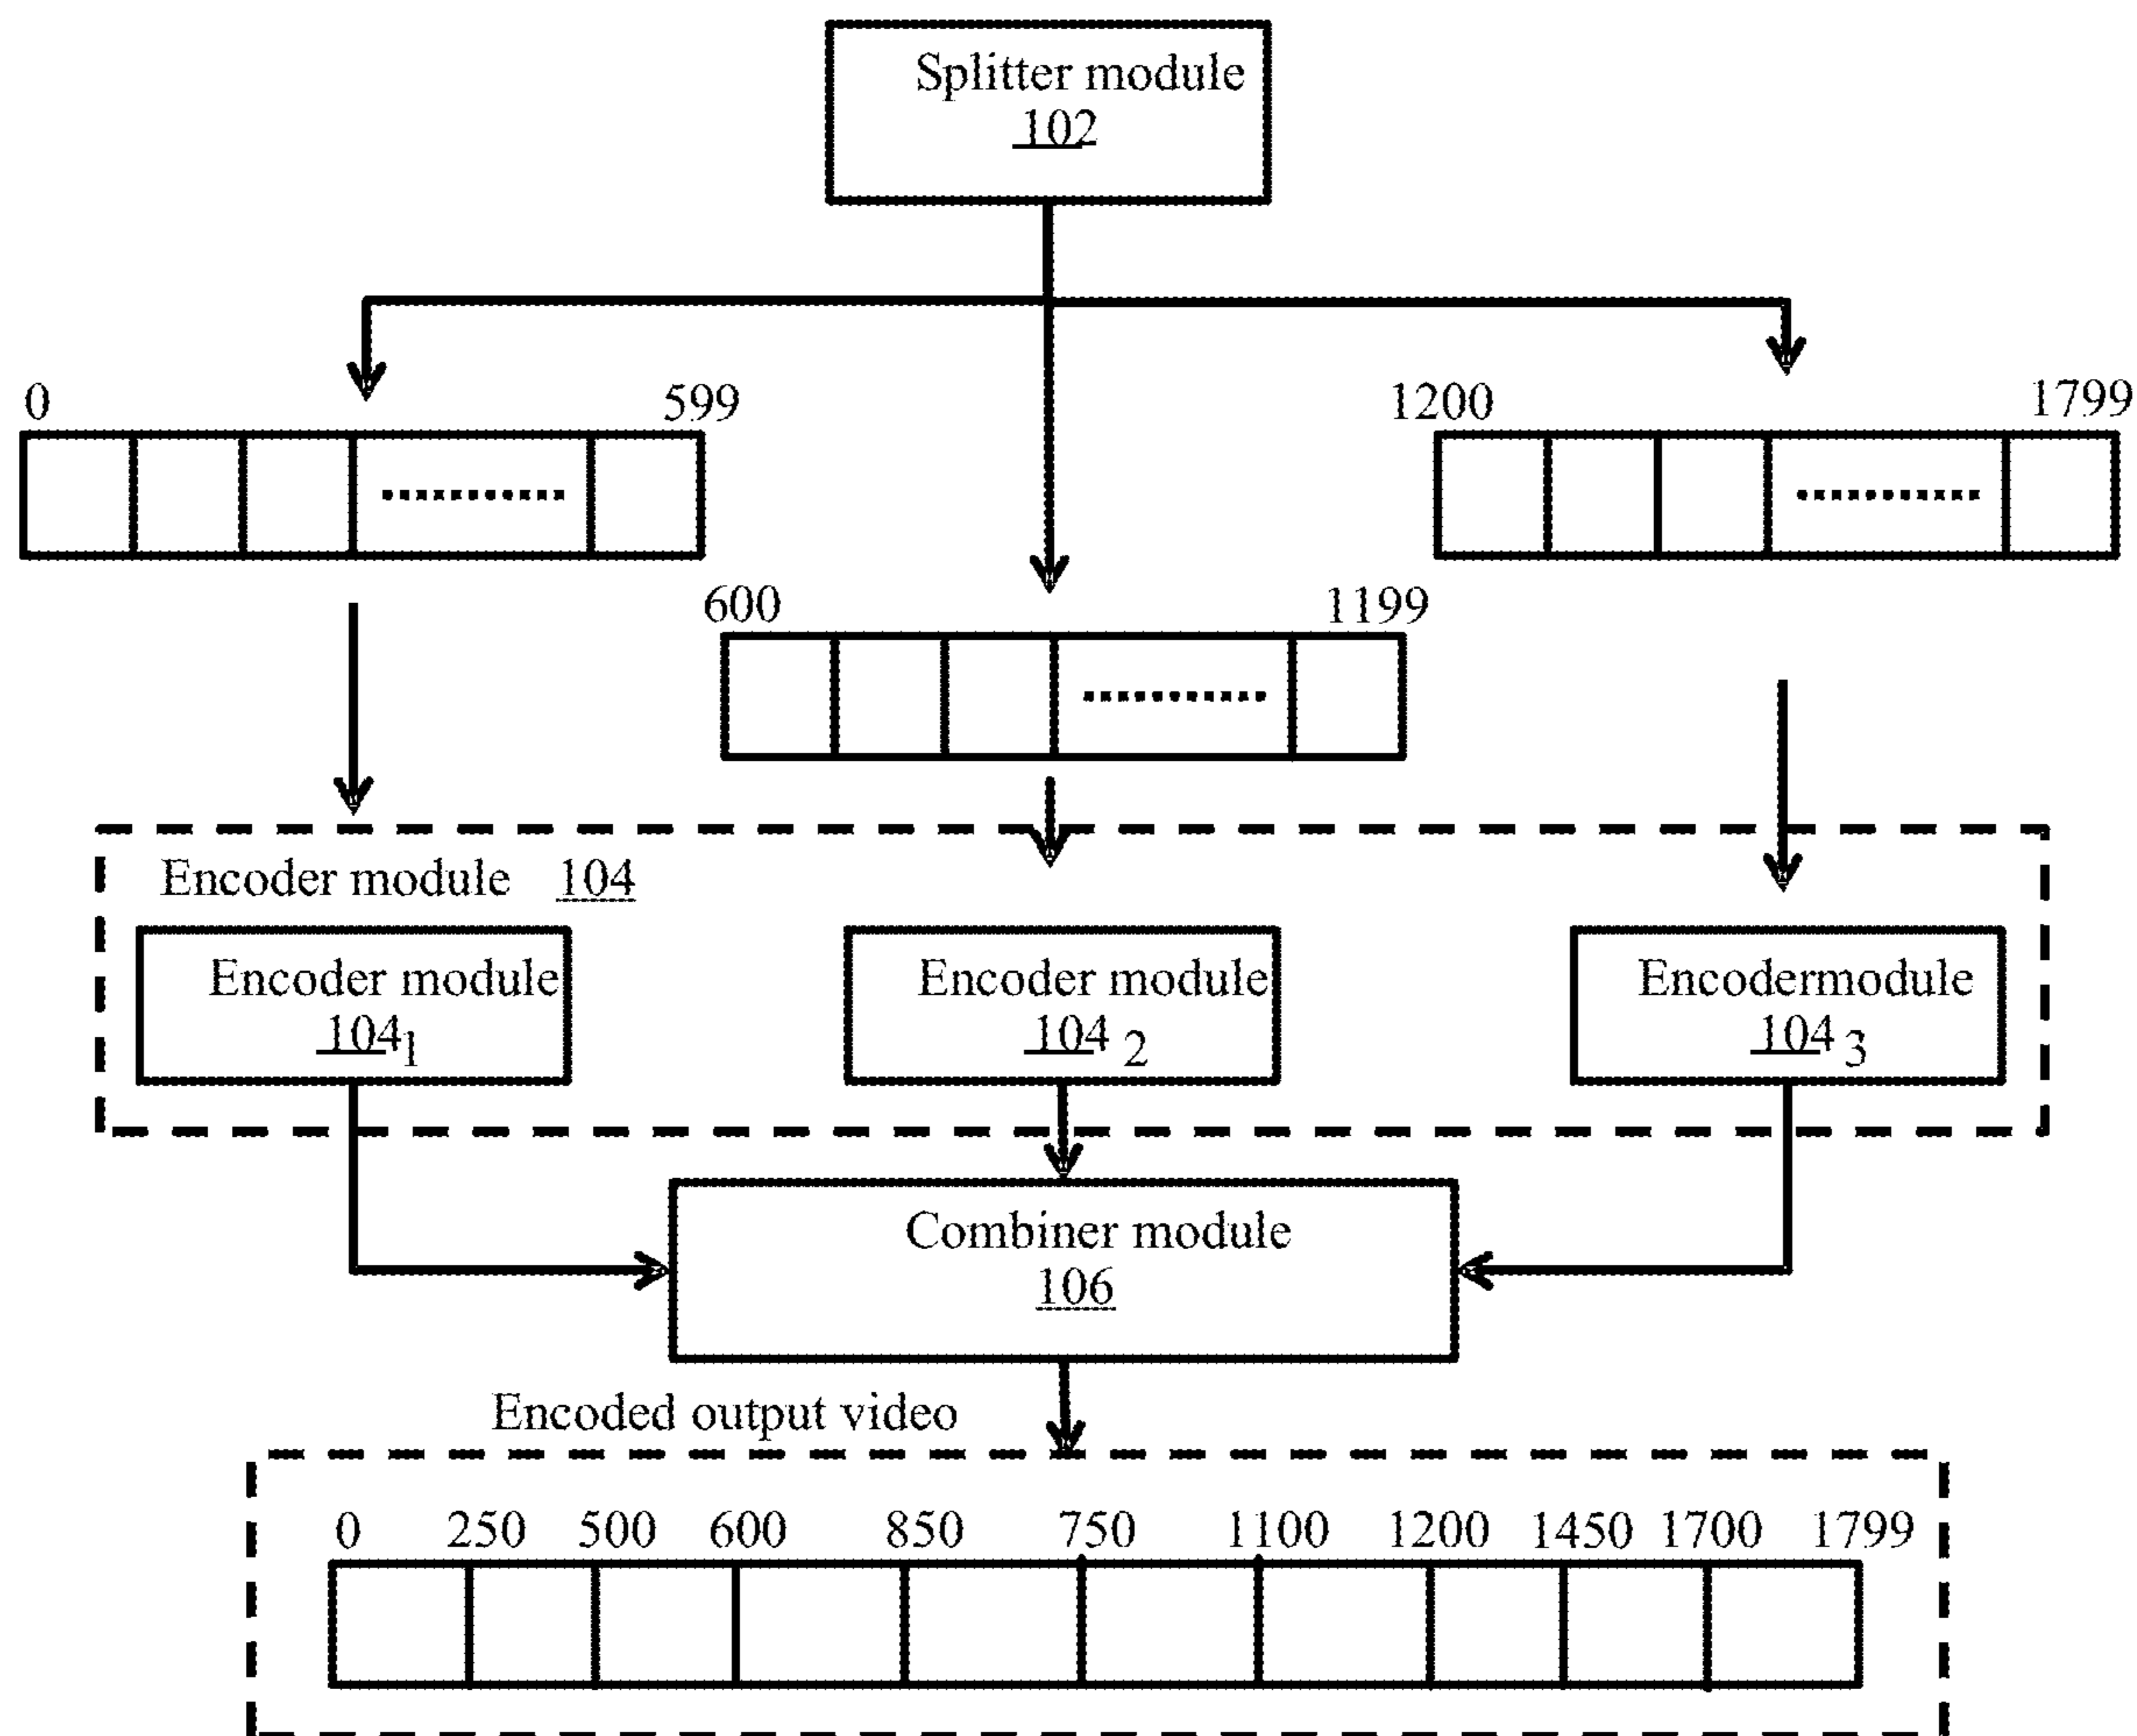 Splitter module
102
0 599
1200 1799
600 1199
Encoder module 104
Encoder module
104 1
Encoder module
104 2
Encodermodule
104 3
Combiner module
106
Encoded output video
0 250 500 600 850 750 1100 1200 1450 1700 1799